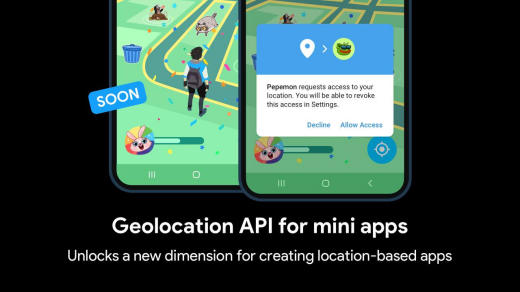 SOON
Pepemon requests access to your
location. You will be able to revoke
this access in Settings.
Decline Allow Access
Geolocation API for mini apps
Unlocks a new dimension for creating location-based apps